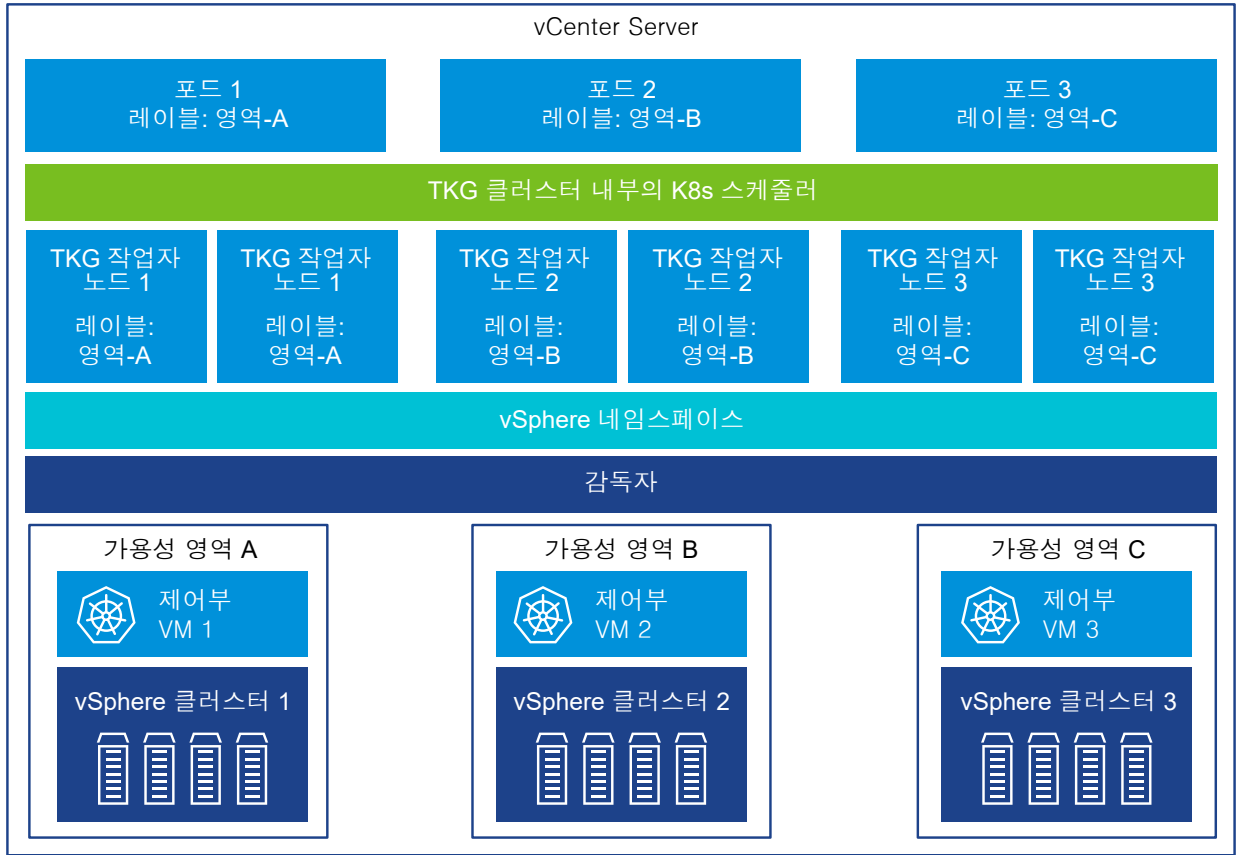 vCenter Server
포드 1
레이블: 영역-A
포드 2
레이블: 영역-B
포드 3
레이블: 영역-C
TKG 클러스터 내부의 K8s 스케줄러
TKG 작업자
노드 1
레이블:
영역-A
TKG 작업자
노드 1
레이블:
영역-A
TKG 작업자
노드 2
레이블:
영역-B
TKG 작업자
노드 2
레이블:
영역-B
TKG 작업자
노드 3
레이블:
영역-C
TKG 작업자
노드 3
레이블:
영역-C
vSphere 네임스페이스
감독자
가용성 영역 A
제어부
VM 1
vSphere 클러스터 1
가용성 영역 B
제어부
VM 2
vSphere 클러스터 2
가용성 영역 C
제어부
VM 3
vSphere 클러스터 3